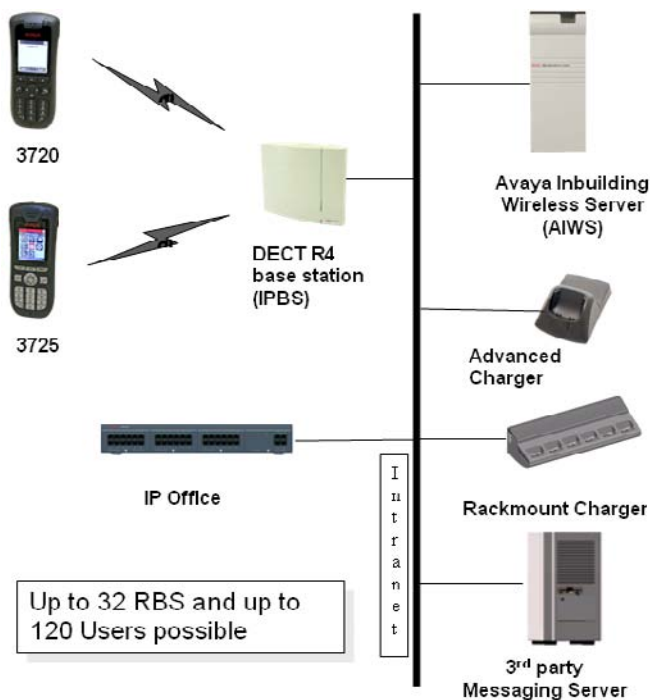 3720
3725
DECT R4
base station
(IPBS)
Avaya Inbuilding
Wireless Server
(AIWS)
Advanced
Charger
IP Office
Intranet
Rackmount Charger
Up to 32 RBS and up to
120 Users possible
3rd party
Messaging Server